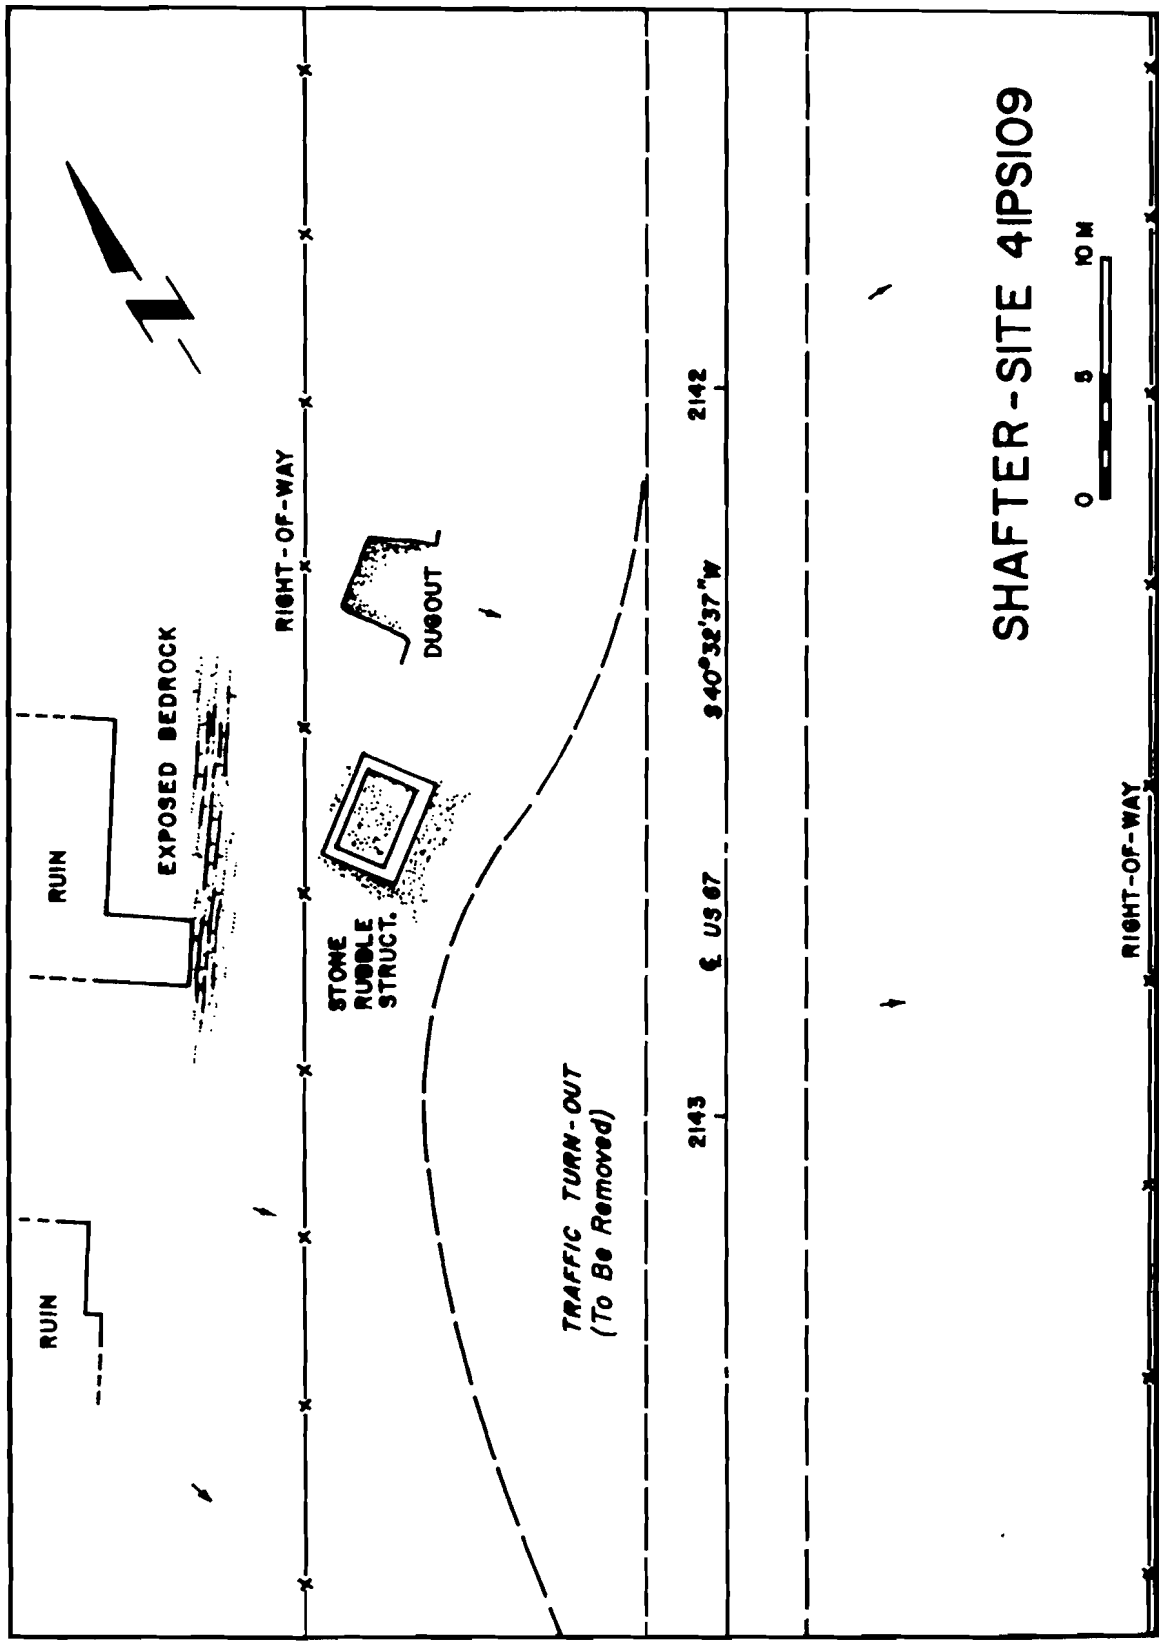 RUIN
RUIN
EXPOSED BEDROCK
RIGHT-OF-WAY
STONE
RUBBLE
STRUCT.
DUGOUT
TRAFFIC TURN-OUT
(To Be Removed)
2143
℄ US 67
S40°32'37"W
2142
SHAFTER-SITE 41PS109
0 5 10 M
RIGHT-OF-WAY